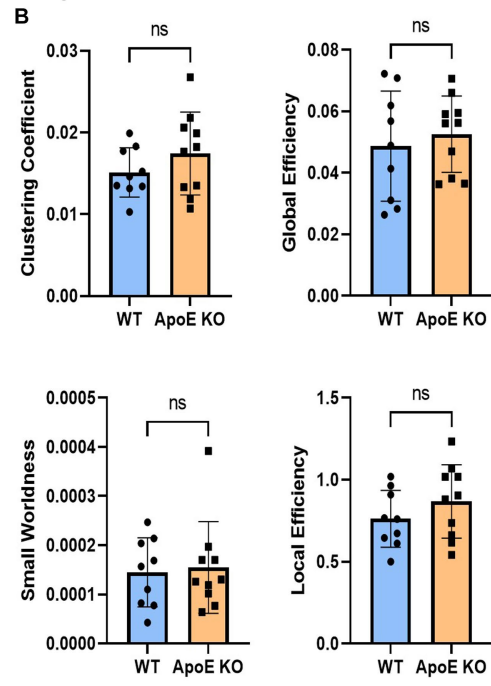 B
ns
Clustering Coefficient
0.03
0.02
0.01
0.00
WT ApoE KO
ns
Global Efficiency
0.08
0.06
0.04
0.02
0.00
WT ApoE KO
ns
Small Worldness
0.0005
0.0004
0.0003
0.0002
0.0001
0.0000
WT ApoE KO
ns
Local Efficiency
1.5
1.0
0.5
0.0
WT ApoE KO